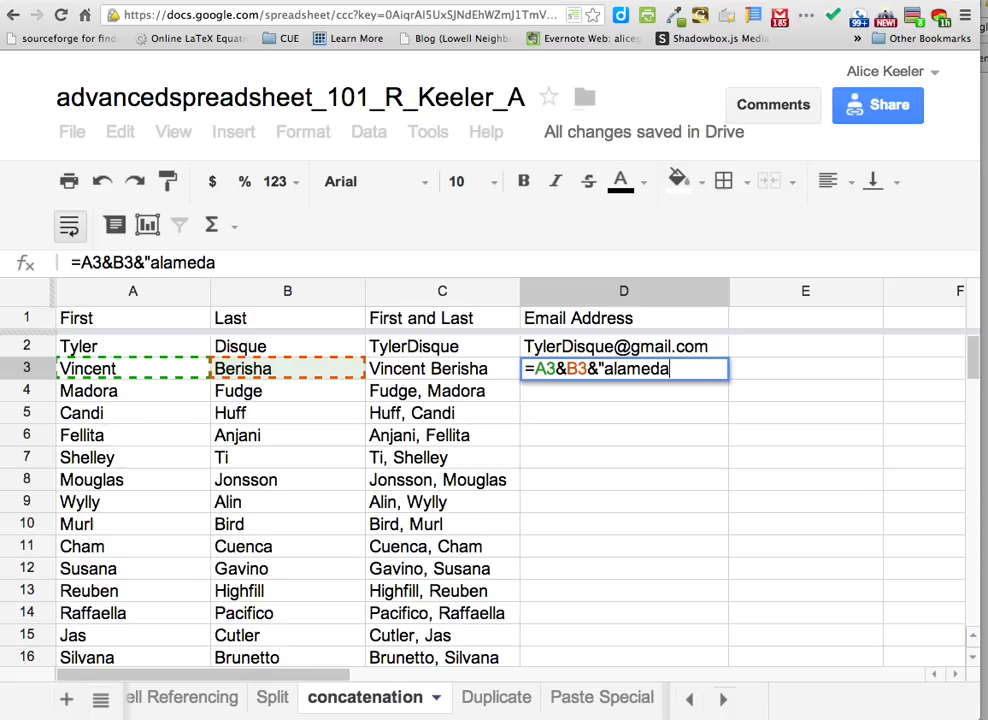 https://docs.google.com/spreadsheet/ccc?key=0AiqrAl5UxSJNdEhWZmJ1TmV... 185 99+ NEW! 8 1h
sourceforge for find Online LaTeX Equati CUE Learn More Blog (Lowell Neighb Evernote Web: aliceg Shadowbox.js Media » Other Bookmarks
Alice Keeler
advancedspreadsheet_101_R_Keeler_A Comments Share
File Edit View Insert Format Data Tools Help All changes saved in Drive
$ % 123 Arial 10 B I S A
Σ
fx =A3&B3&"alameda
A B C D E F
1 First Last First and Last Email Address
2 Tyler Disque TylerDisque TylerDisque@gmail.com
3 Vincent Berisha Vincent Berisha =A3&B3&"alameda
4 Madora Fudge Fudge, Madora
5 Candi Huff Huff, Candi
6 Fellita Anjani Anjani, Fellita
7 Shelley Ti Ti, Shelley
8 Mouglas Jonsson Jonsson, Mouglas
9 Wylly Alin Alin, Wylly
10 Murl Bird Bird, Murl
11 Cham Cuenca Cuenca, Cham
12 Susana Gavino Gavino, Susana
13 Reuben Highfill Highfill, Reuben
14 Raffaella Pacifico Pacifico, Raffaella
15 Jas Cutler Cutler, Jas
16 Silvana Brunetto Brunetto, Silvana
+ ell Referencing Split concatenation Duplicate Paste Special